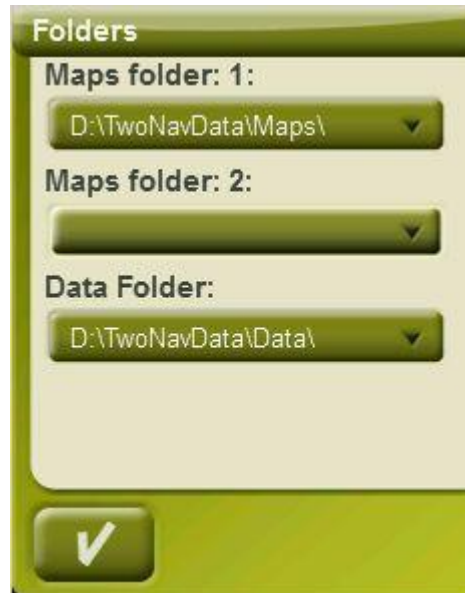 Folders
Maps folder: 1:
D:\TwoNavData\Maps\
Maps folder: 2:
Data Folder:
D:\TwoNavData\Data\